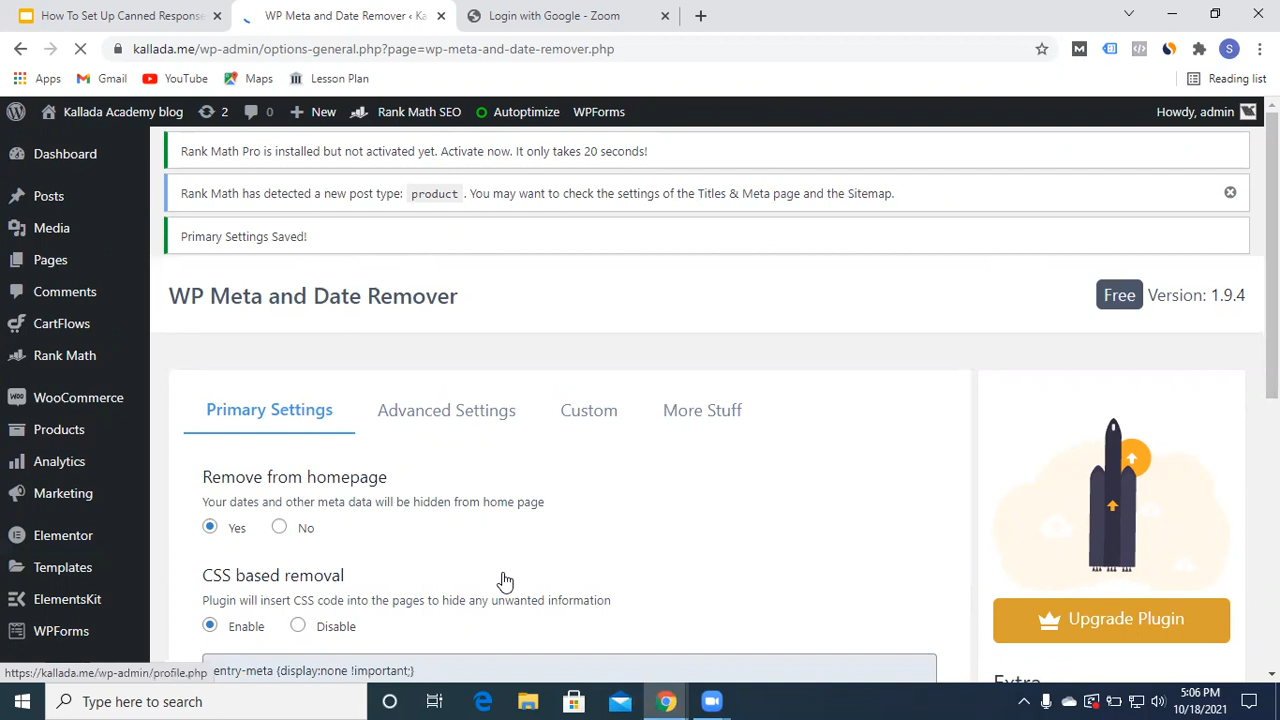 How To Set Up Canned Response
WP Meta and Date Remover ‹ Ka
Login with Google - Zoom
kallada.me/wp-admin/options-general.php?page=wp-meta-and-date-remover.php
S
Apps
Gmail
YouTube
Maps
Lesson Plan
Reading list
Kallada Academy blog
2
0
New
Rank Math SEO
Autoptimize
WPForms
Howdy, admin
Dashboard
Posts
Media
Pages
Comments
CartFlows
Rank Math
WooCommerce
Products
Analytics
Marketing
Elementor
Templates
ElementsKit
WPForms
Rank Math Pro is installed but not activated yet. Activate now. It only takes 20 seconds!
Rank Math has detected a new post type: product . You may want to check the settings of the Titles & Meta page and the Sitemap.
Primary Settings Saved!
WP Meta and Date Remover
Free Version: 1.9.4
Primary Settings
Advanced Settings
Custom
More Stuff
Remove from homepage
Your dates and other meta data will be hidden from home page
Yes
No
CSS based removal
Plugin will insert CSS code into the pages to hide any unwanted information
Enable
Disable
entry-meta {display:none !important;}
Upgrade Plugin
Extra
https://kallada.me/wp-admin/profile.php
Type here to search
5:06 PM
10/18/2021